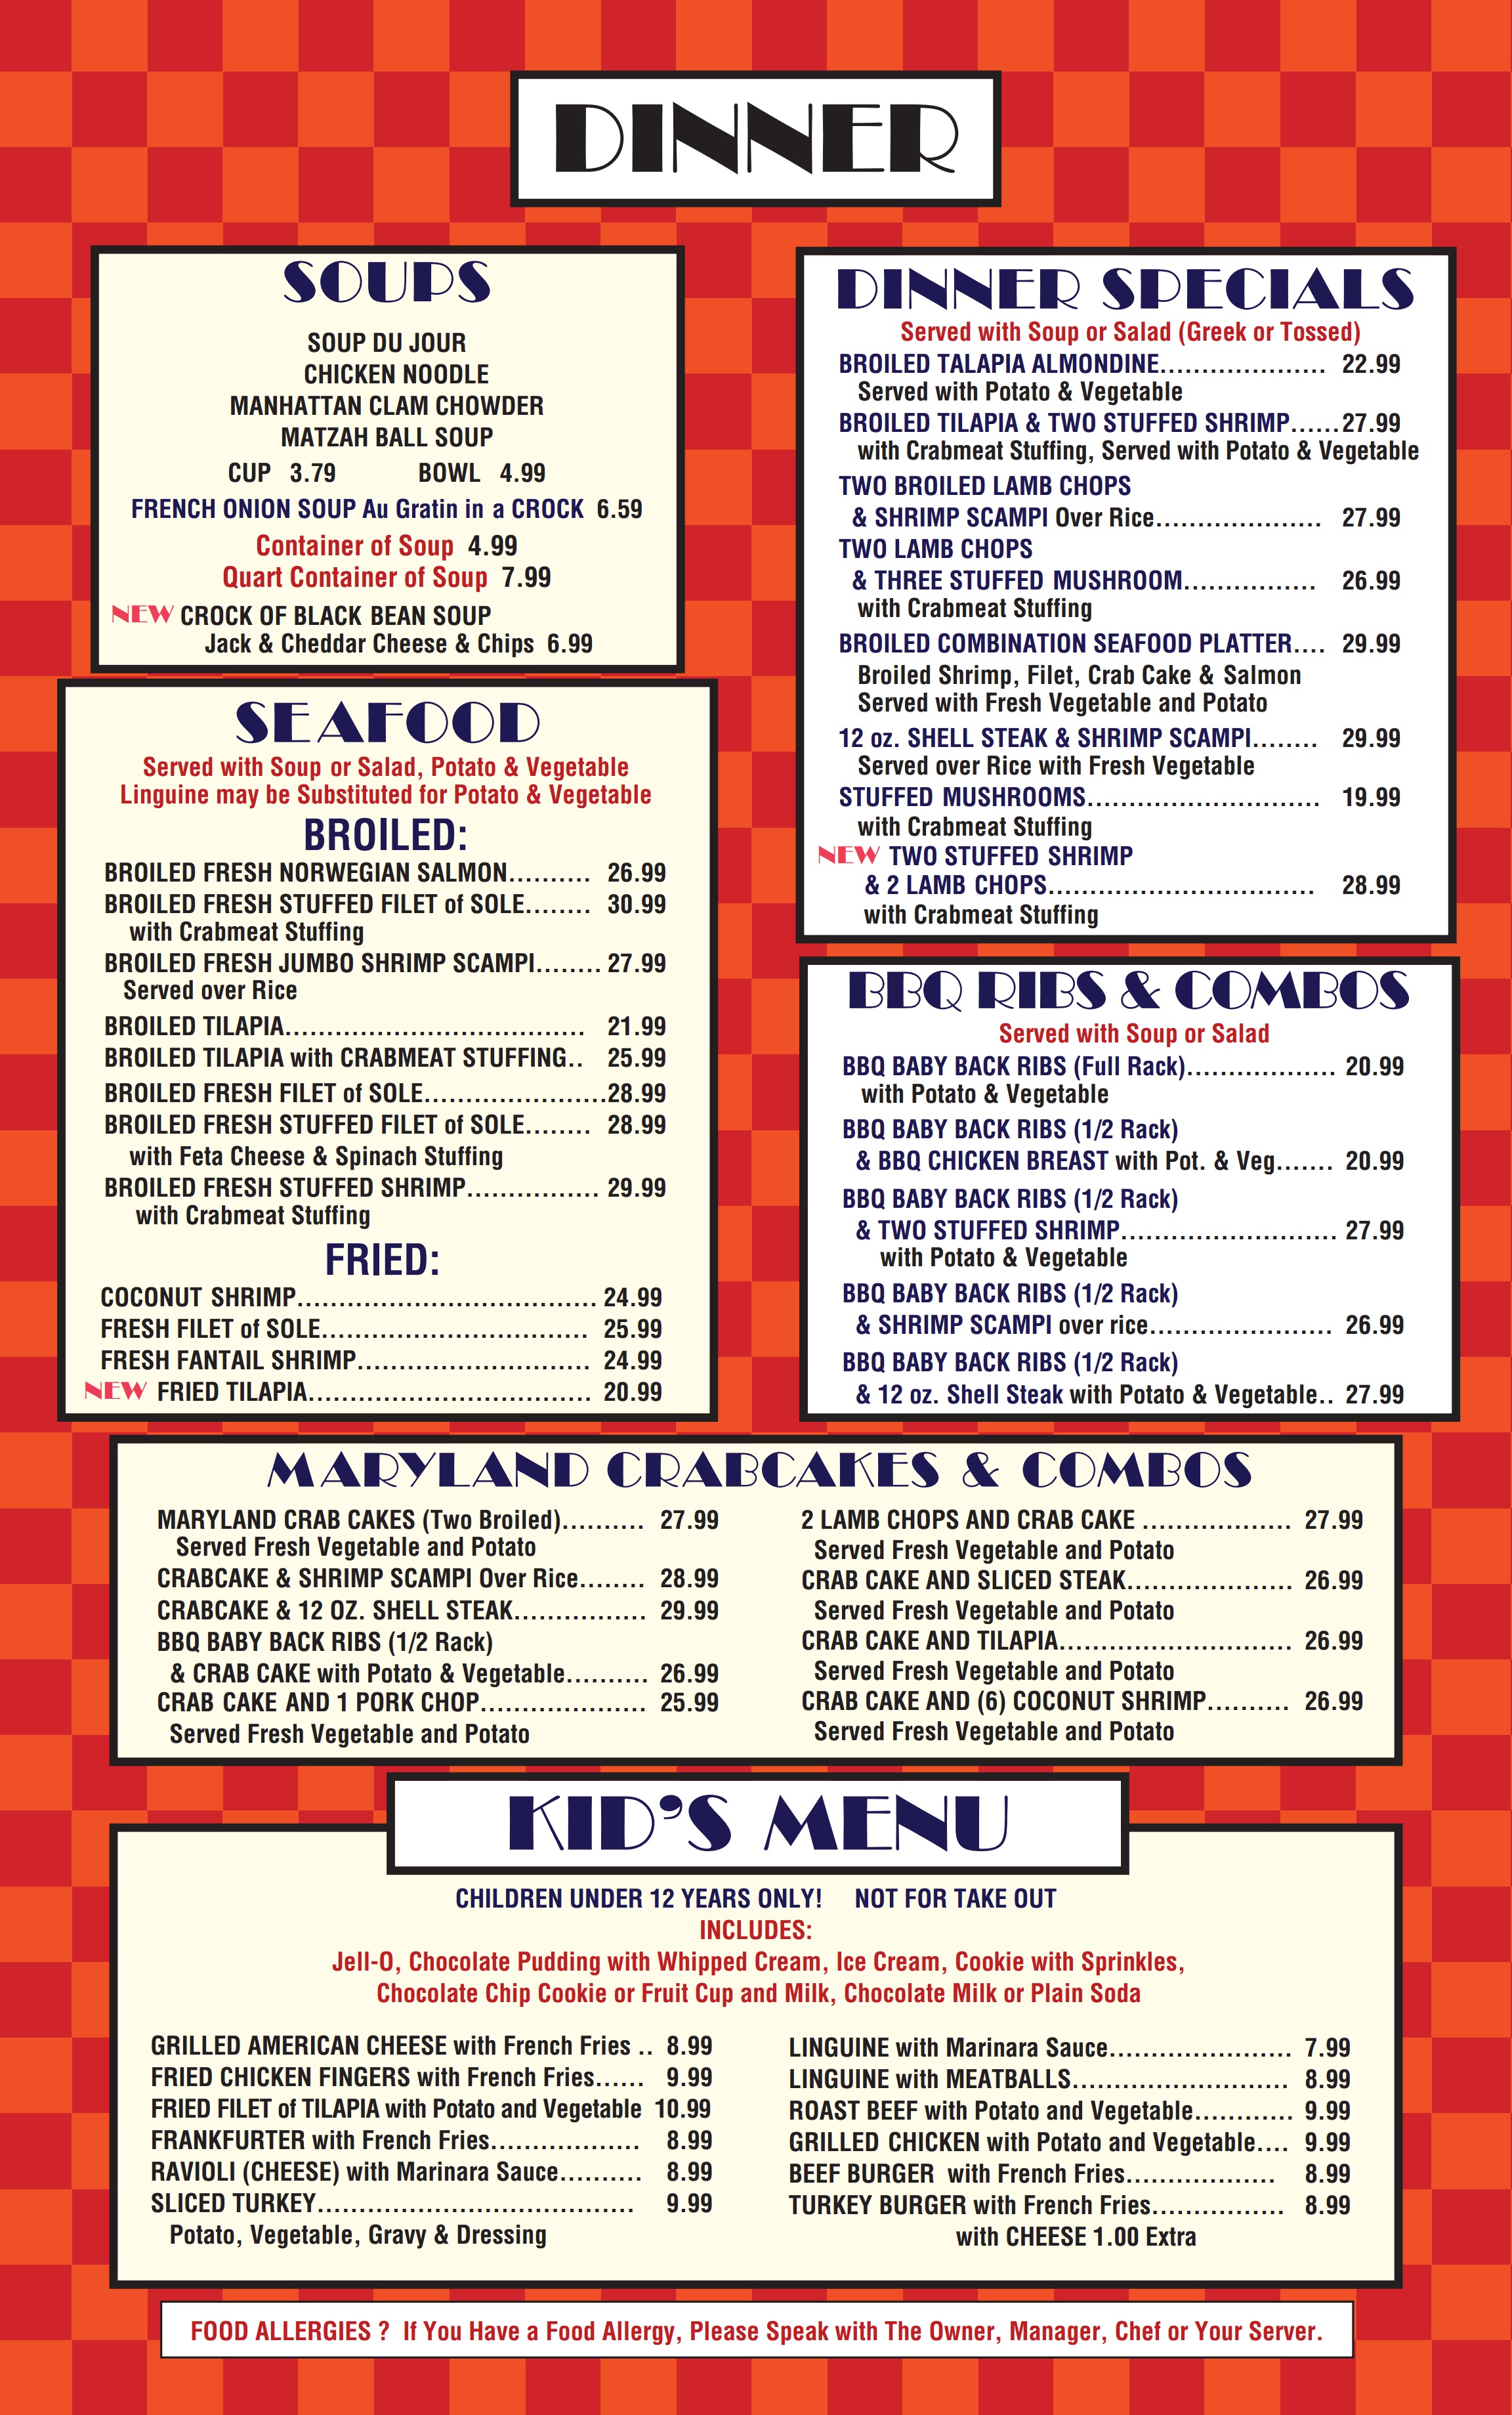 DINNER
SOUPS
SOUP DU JOUR
CHICKEN NOODLE
MANHATTAN CLAM CHOWDER
MATZAH BALL SOUP
CUP 3.79 BOWL 4.99
FRENCH ONION SOUP Au Gratin in a CROCK 6.59
Container of Soup 4.99
Quart Container of Soup 7.99
NEW CROCK OF BLACK BEAN SOUP
Jack & Cheddar Cheese & Chips 6.99
SEAFOOD
Served with Soup or Salad, Potato & Vegetable
Linguine may be Substituted for Potato & Vegetable
BROILED:
BROILED FRESH NORWEGIAN SALMON.......... 26.99
BROILED FRESH STUFFED FILET of SOLE........ 30.99
with Crabmeat Stuffing
BROILED FRESH JUMBO SHRIMP SCAMPI........ 27.99
Served over Rice
BROILED TILAPIA.................................... 21.99
BROILED TILAPIA with CRABMEAT STUFFING.. 25.99
BROILED FRESH FILET of SOLE......................28.99
BROILED FRESH STUFFED FILET of SOLE........ 28.99
with Feta Cheese & Spinach Stuffing
BROILED FRESH STUFFED SHRIMP................ 29.99
with Crabmeat Stuffing
FRIED:
COCONUT SHRIMP.................................... 24.99
FRESH FILET of SOLE................................ 25.99
FRESH FANTAIL SHRIMP............................ 24.99
NEW FRIED TILAPIA.................................. 20.99
DINNER SPECIALS
Served with Soup or Salad (Greek or Tossed)
BROILED TALAPIA ALMONDINE.................... 22.99
Served with Potato & Vegetable
BROILED TILAPIA & TWO STUFFED SHRIMP......27.99
with Crabmeat Stuffing, Served with Potato & Vegetable
TWO BROILED LAMB CHOPS
& SHRIMP SCAMPI Over Rice.................... 27.99
TWO LAMB CHOPS
& THREE STUFFED MUSHROOM................ 26.99
with Crabmeat Stuffing
BROILED COMBINATION SEAFOOD PLATTER.... 29.99
Broiled Shrimp, Filet, Crab Cake & Salmon
Served with Fresh Vegetable and Potato
12 oz. SHELL STEAK & SHRIMP SCAMPI........ 29.99
Served over Rice with Fresh Vegetable
STUFFED MUSHROOMS............................ 19.99
with Crabmeat Stuffing
NEW TWO STUFFED SHRIMP
& 2 LAMB CHOPS................................ 28.99
with Crabmeat Stuffing
BBQ RIBS & COMBOS
Served with Soup or Salad
BBQ BABY BACK RIBS (Full Rack).................. 20.99
with Potato & Vegetable
BBQ BABY BACK RIBS (1/2 Rack)
& BBQ CHICKEN BREAST with Pot. & Veg....... 20.99
BBQ BABY BACK RIBS (1/2 Rack)
& TWO STUFFED SHRIMP.......................... 27.99
with Potato & Vegetable
BBQ BABY BACK RIBS (1/2 Rack)
& SHRIMP SCAMPI over rice...................... 26.99
BBQ BABY BACK RIBS (1/2 Rack)
& 12 oz. Shell Steak with Potato & Vegetable.. 27.99
MARYLAND CRABCAKES & COMBOS
MARYLAND CRAB CAKES (Two Broiled).......... 27.99
Served Fresh Vegetable and Potato
CRABCAKE & SHRIMP SCAMPI Over Rice........ 28.99
CRABCAKE & 12 OZ. SHELL STEAK................ 29.99
BBQ BABY BACK RIBS (1/2 Rack)
& CRAB CAKE with Potato & Vegetable.......... 26.99
CRAB CAKE AND 1 PORK CHOP.................... 25.99
Served Fresh Vegetable and Potato
2 LAMB CHOPS AND CRAB CAKE .................. 27.99
Served Fresh Vegetable and Potato
CRAB CAKE AND SLICED STEAK.................... 26.99
Served Fresh Vegetable and Potato
CRAB CAKE AND TILAPIA............................ 26.99
Served Fresh Vegetable and Potato
CRAB CAKE AND (6) COCONUT SHRIMP.......... 26.99
Served Fresh Vegetable and Potato
KID'S MENU
CHILDREN UNDER 12 YEARS ONLY! NOT FOR TAKE OUT
INCLUDES:
Jell-O, Chocolate Pudding with Whipped Cream, Ice Cream, Cookie with Sprinkles,
Chocolate Chip Cookie or Fruit Cup and Milk, Chocolate Milk or Plain Soda
GRILLED AMERICAN CHEESE with French Fries .. 8.99
FRIED CHICKEN FINGERS with French Fries...... 9.99
FRIED FILET of TILAPIA with Potato and Vegetable 10.99
FRANKFURTER with French Fries.................. 8.99
RAVIOLI (CHEESE) with Marinara Sauce.......... 8.99
SLICED TURKEY...................................... 9.99
Potato, Vegetable, Gravy & Dressing
LINGUINE with Marinara Sauce...................... 7.99
LINGUINE with MEATBALLS.......................... 8.99
ROAST BEEF with Potato and Vegetable............ 9.99
GRILLED CHICKEN with Potato and Vegetable.... 9.99
BEEF BURGER with French Fries.................. 8.99
TURKEY BURGER with French Fries................ 8.99
with CHEESE 1.00 Extra
FOOD ALLERGIES ? If You Have a Food Allergy, Please Speak with The Owner, Manager, Chef or Your Server.